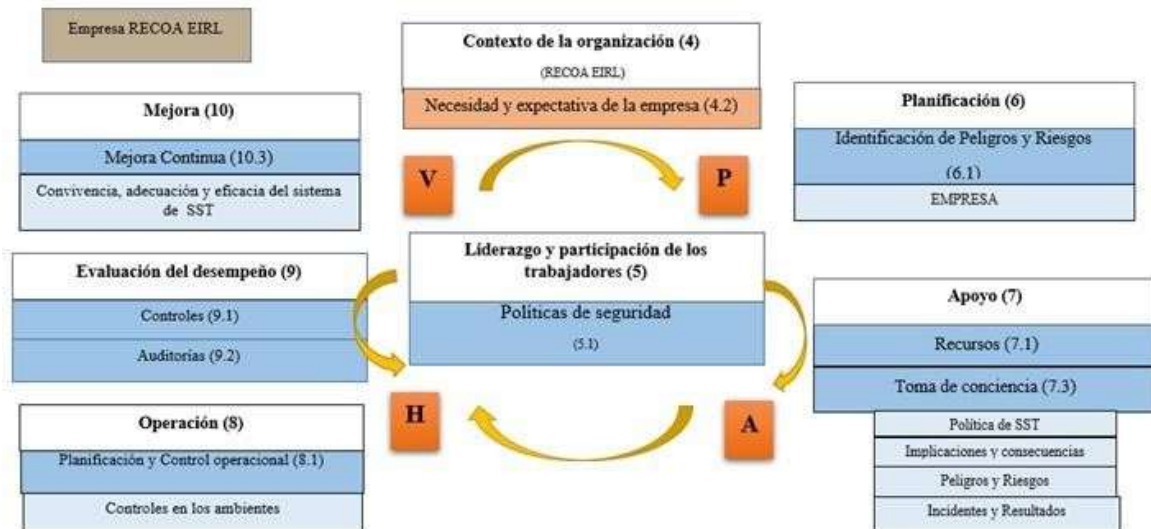 Empresa RECOA EIRL
Contexto de la organización (4)
(RECOA EIRL)
Necesidad y expectativa de la empresa (4.2)
Mejora (10)
Mejora Continua (10.3)
Convivencia, adecuación y eficacia del sistema
de SST
Planificación (6)
Identificación de Peligros y Riesgos
(6.1)
EMPRESA
V
P
Liderazgo y participación de los
trabajadores (5)
Políticas de seguridad
(5.1)
Evaluación del desempeño (9)
Controles (9.1)
Auditorías (9.2)
Apoyo (7)
Recursos (7.1)
Toma de conciencia (7.3)
Política de SST
Implicaciones y consecuencias
Peligros y Riesgos
Incidentes y Resultados
H
A
Operación (8)
Planificación y Control operacional (8.1)
Controles en los ambientes